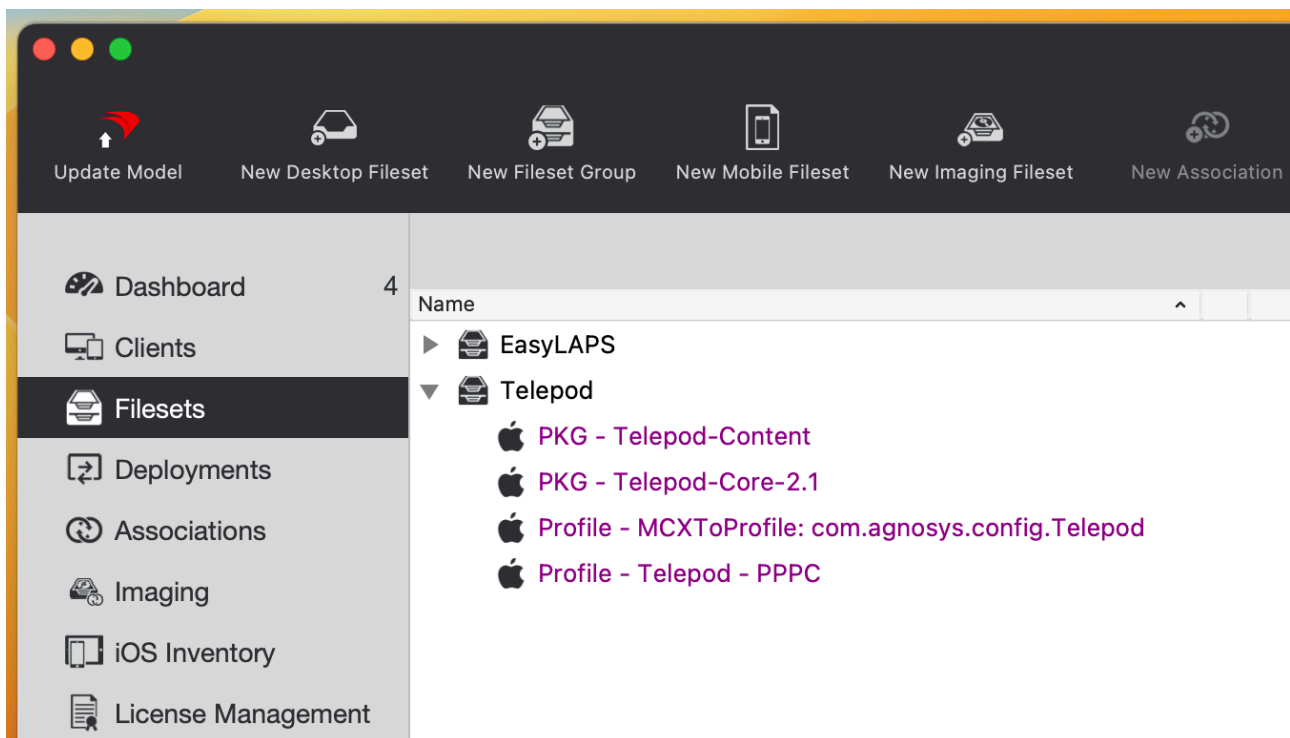 Update Model
New Desktop Fileset
New Fileset Group
New Mobile Fileset
New Imaging Fileset
New Association
Dashboard 4
Clients
Filesets
Deployments
Associations
Imaging
iOS Inventory
License Management
Name
EasyLAPS
Telepod
PKG - Telepod-Content
PKG - Telepod-Core-2.1
Profile - MCXToProfile: com.agnosys.config.Telepod
Profile - Telepod - PPPC